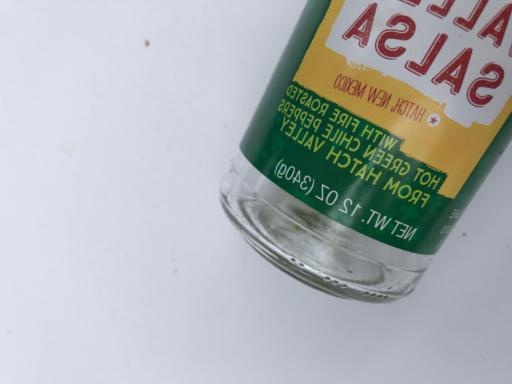 SALSA
HATCH, NEW MEXICO
WITH FIRE ROASTED
HOT GREEN CHILE PEPPERS
FROM HATCH VALLEY
NET WT. 12 OZ (340g)